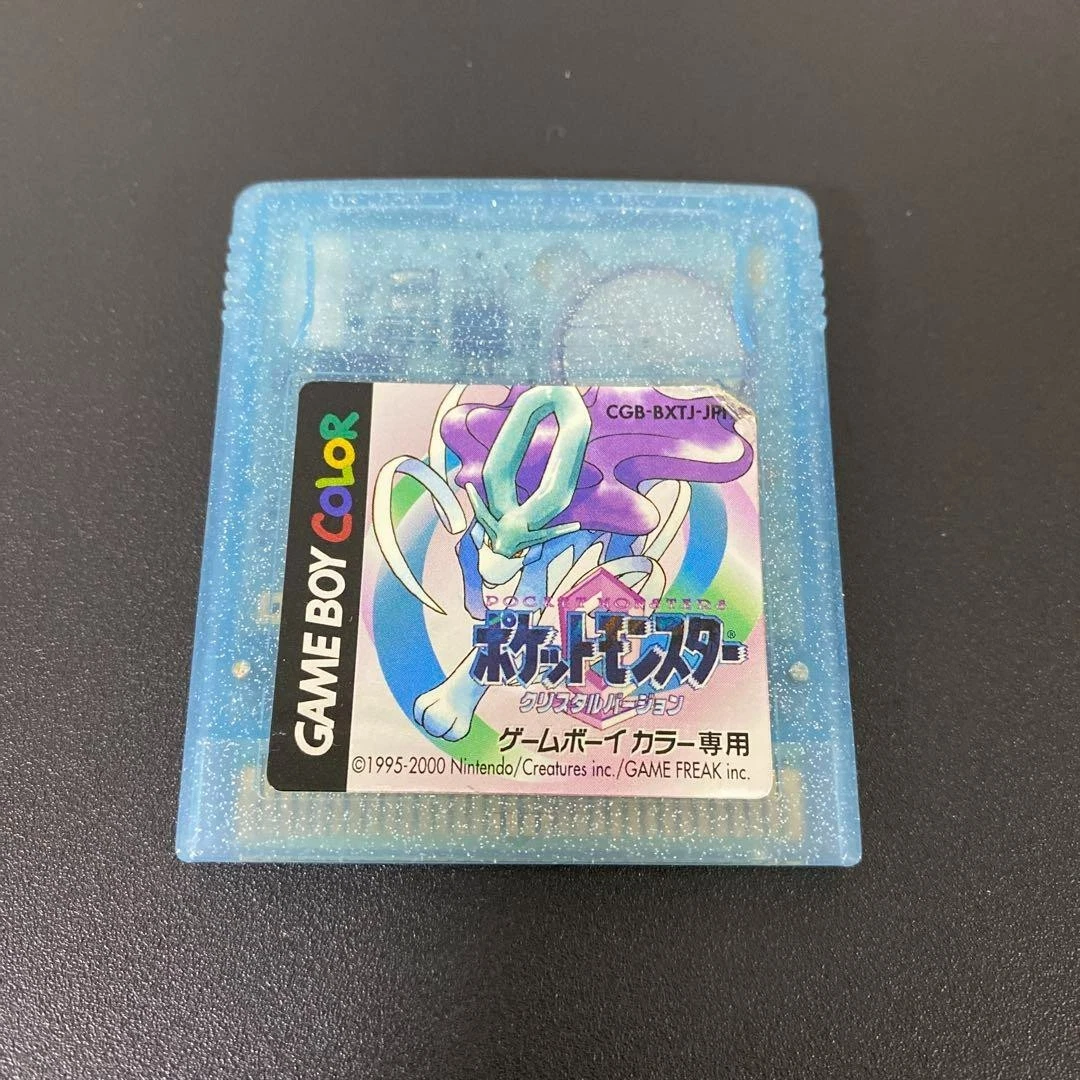 GAME BOY COLOR
CGB-BXTJ-JPN
POCKET MONSTERS
ポケットモンスター®
クリスタルバージョン
ゲームボーイ カラー専用
©1995-2000 Nintendo/Creatures inc./GAME FREAK inc.